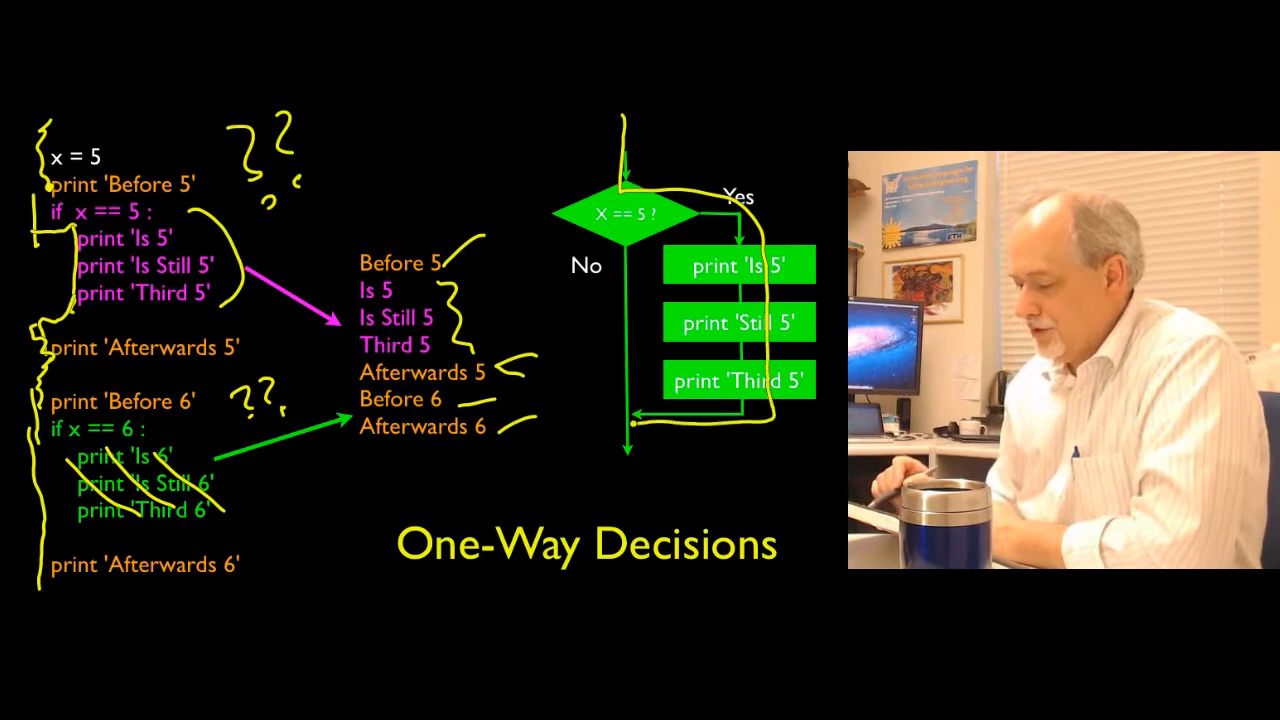 x = 5
print 'Before 5'
if x == 5 :
print 'Is 5'
print 'Is Still 5'
print 'Third 5'
print 'Afterwards 5'
print 'Before 6'
if x == 6 :
print 'Is 6'
print 'Is Still 6'
print 'Third 6'
print 'Afterwards 6'
??
??
Before 5
Is 5
Is Still 5
Third 5
Afterwards 5
Before 6
Afterwards 6
X == 5 ?
Yes
No
print 'Is 5'
print 'Still 5'
print 'Third 5'
One-Way Decisions
ETH